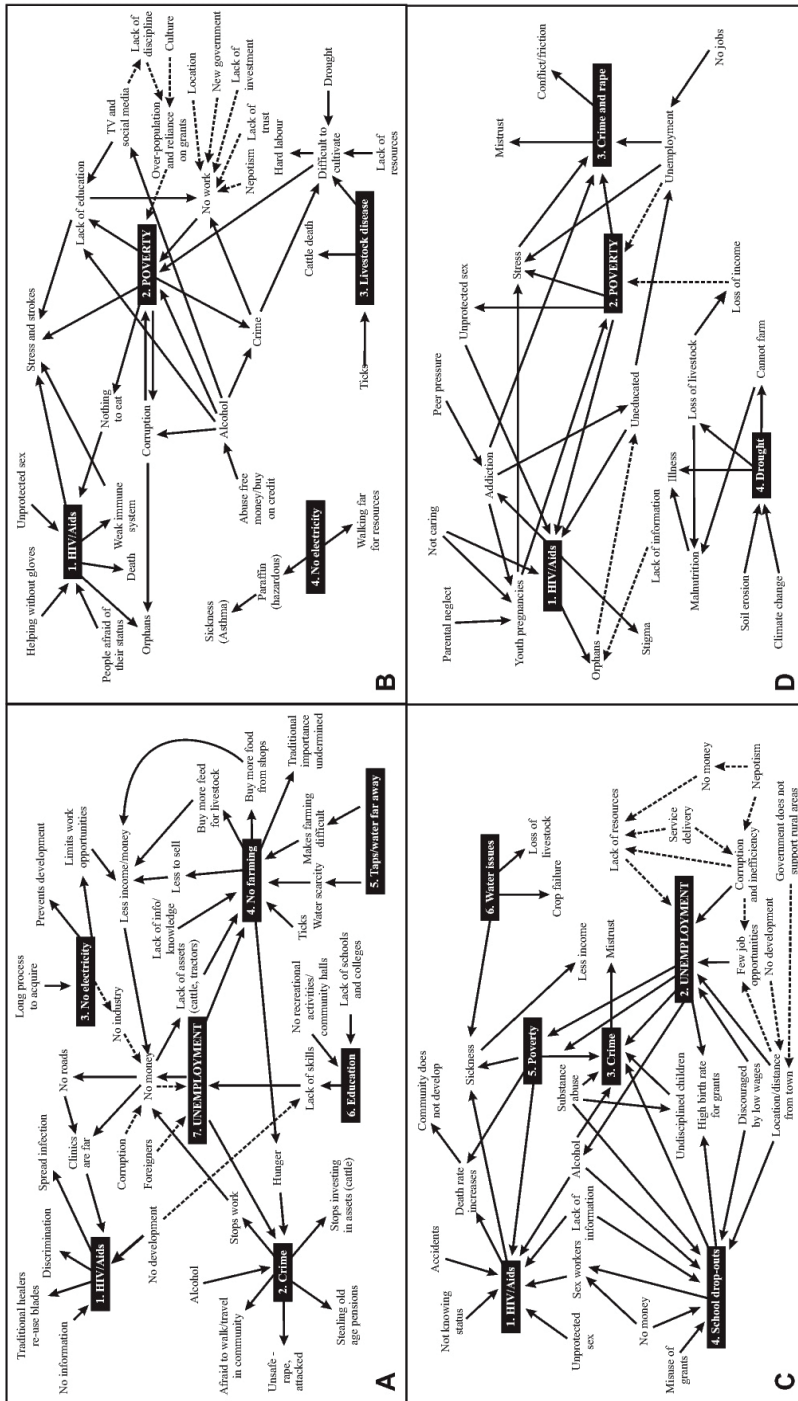 Long process
to acquire
Prevents development
Limits work
opportunities
3. No electricity
No industry
Less income/money
Buy more feed
for livestock
Buy more food
from shops
Less to sell
Lack of info/
knowledge
Lack of assets
(cattle, tractors)
4. No farming
Traditional
importance
undermined
Makes farming
difficult
Water scarcity
5. Taps/water far away
Ticks
No roads
No money
7. UNEMPLOYMENT
Clinics
are far
Corruption
Foreigners
No recreational
activities/
community halls
Lack of schools
and colleges
Lack of skills
6. Education
Spread infection
Discrimination
Traditional healers
re-use blades
No information
1. HIV/Aids
No development
Hunger
Stops work
Stops investing
in assets (cattle)
Alcohol
2. Crime
Afraid to walk/travel
in community
Stealing old
age pensions
Unsafe -
rape,
attacked
A
Helping without gloves
Unprotected sex
Stress and strokes
1. HIV/Aids
People afraid of
their status
Weak immune
system
Death
Orphans
Nothing
to eat
Corruption
2. POVERTY
Lack of education
TV and
social media
Lack of
discipline
Culture
Over-population
and reliance
on grants
Location
New government
Lack of
investment
Lack of
trust
Nepotism
No work
Hard labour
Drought
Difficult to
cultivate
Lack of
resources
Crime
Alcohol
Abuse free
money/buy
on credit
Cattle death
3. Livestock disease
Ticks
Sickness
(Asthma)
Paraffin
(hazardous)
4. No electricity
Walking far
for resources
B
6. Water issues
Loss of
livestock
Crop failure
Lack of resources
Service
delivery
No money
Nepotism
Corruption
and inefficiency
Government does not
support rural areas
2. UNEMPLOYMENT
Few job
opportunities
No development
Location/distance
from town
Discouraged
by low wages
High birth rate
for grants
Undisciplined children
Less income
Mistrust
5. Poverty
3. Crime
Sickness
Substance
abuse
Community does
not develop
Death rate
increases
Alcohol
Lack of
information
Accidents
Not knowing
status
1. HIV/Aids
Unprotected
sex
Sex workers
No money
Misuse of
grants
4. School drop-outs
C
Parental
neglect
Not caring
Peer pressure
Unprotected sex
Mistrust
Conflict/friction
Youth pregnancies
Addiction
Stress
3. Crime and rape
1. HIV/Aids
2. POVERTY
Unemployment
No jobs
Orphans
Stigma
Uneducated
Lack of information
Loss of income
Illness
Loss of livestock
Malnutrition
Cannot farm
4. Drought
Soil erosion
Climate change
D